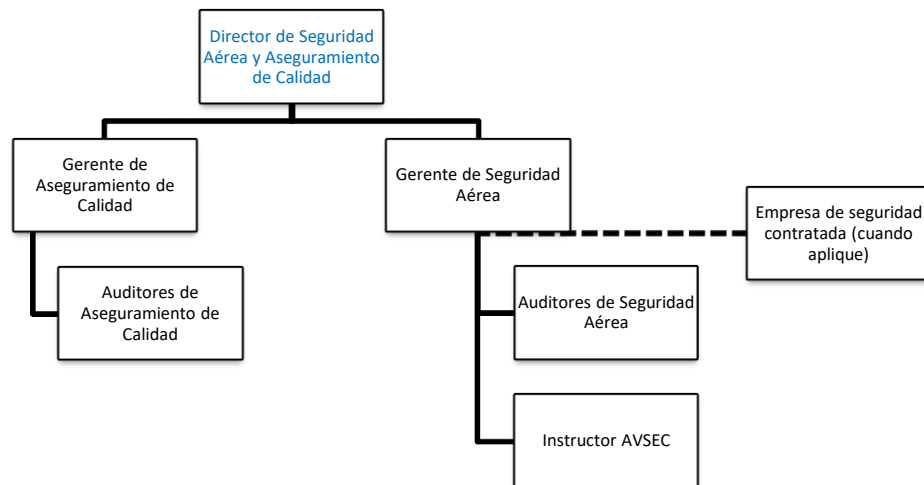 Director de Seguridad
Aérea y Aseguramiento
de Calidad
Gerente de
Aseguramiento de
Calidad
Gerente de Seguridad
Aérea
Empresa de seguridad
contratada (cuando
aplique)
Auditores de
Aseguramiento de
Calidad
Auditores de Seguridad
Aérea
Instructor AVSEC